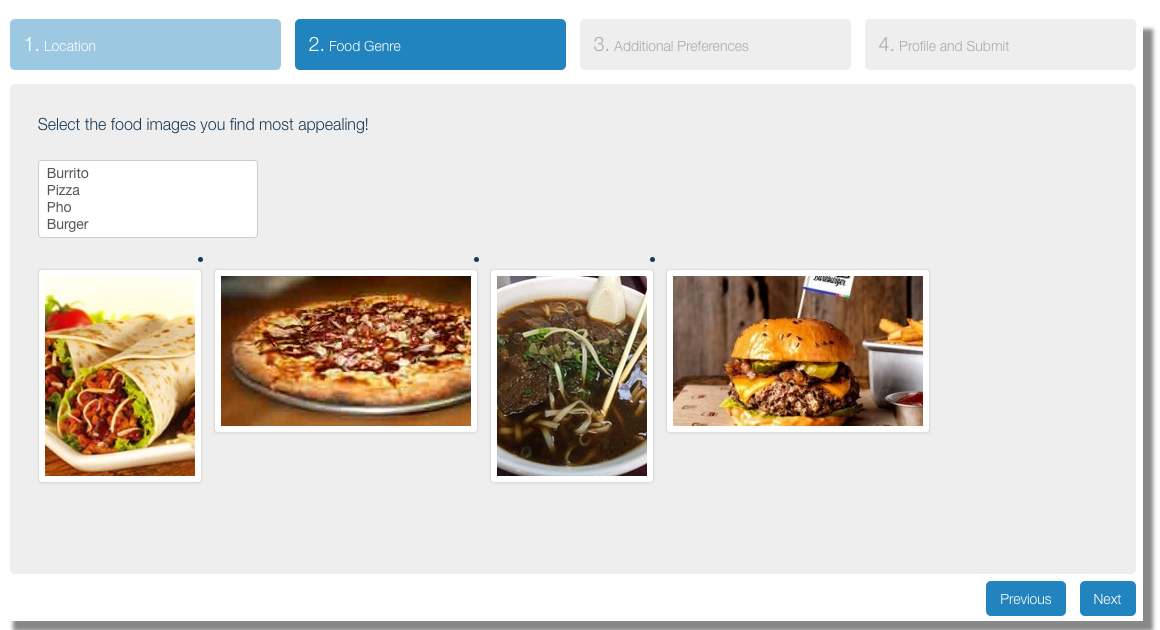 1. Location
2. Food Genre
3. Additional Preferences
4. Profile and Submit
Select the food images you find most appealing!
Burrito
Pizza
Pho
Burger
Previous
Next